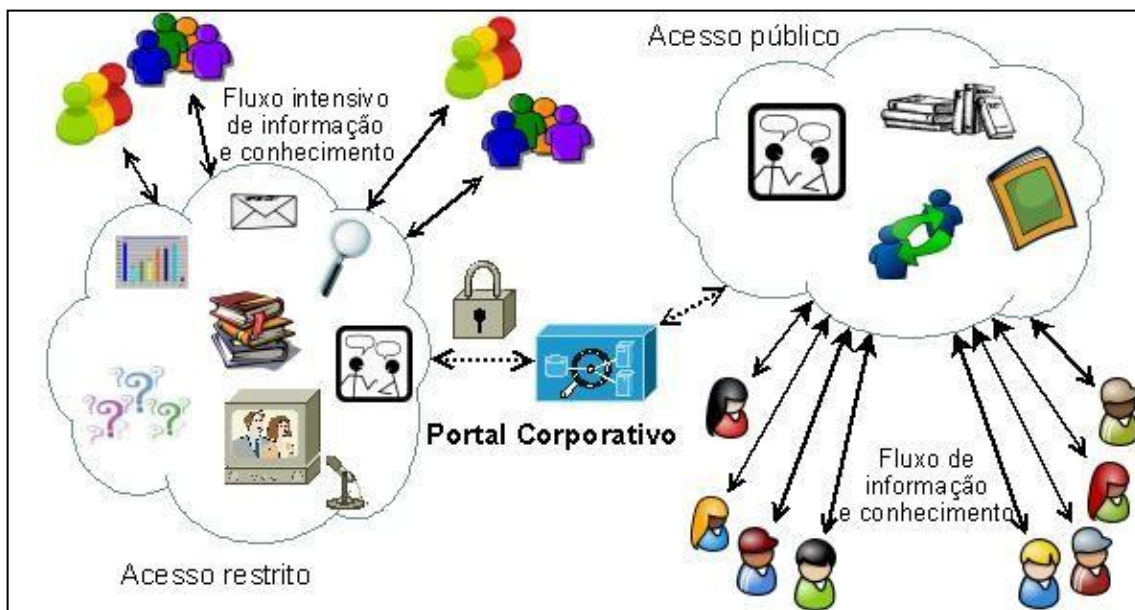 Acesso público
Fluxo intensivo
de informação
e conhecimento
Portal Corporativo
Fluxo de
informação
e conhecimento
Acesso restrito